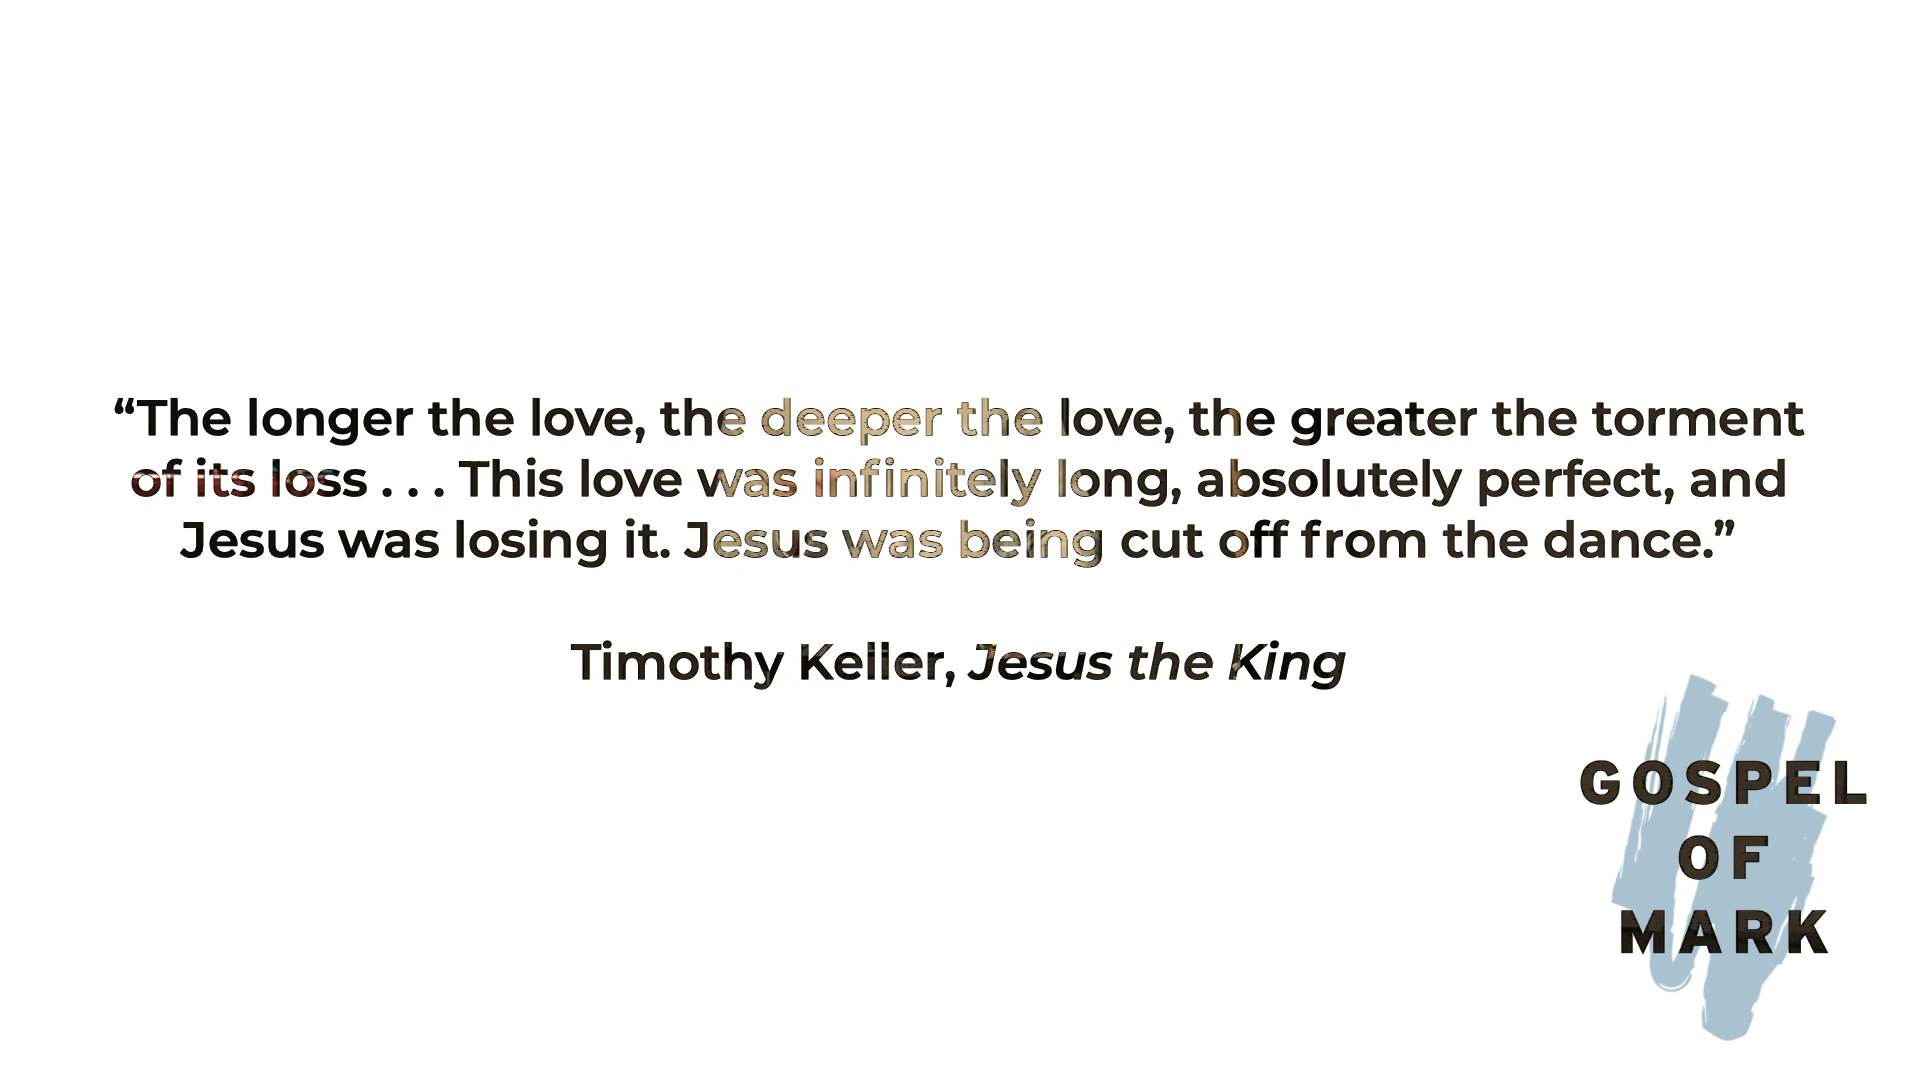 “The longer the love, the deeper the love, the greater the torment
of its loss . . . This love was infinitely long, absolutely perfect, and
Jesus was losing it. Jesus was being cut off from the dance.”
Timothy Keller, Jesus the King
GOSPEL
OF
MARK